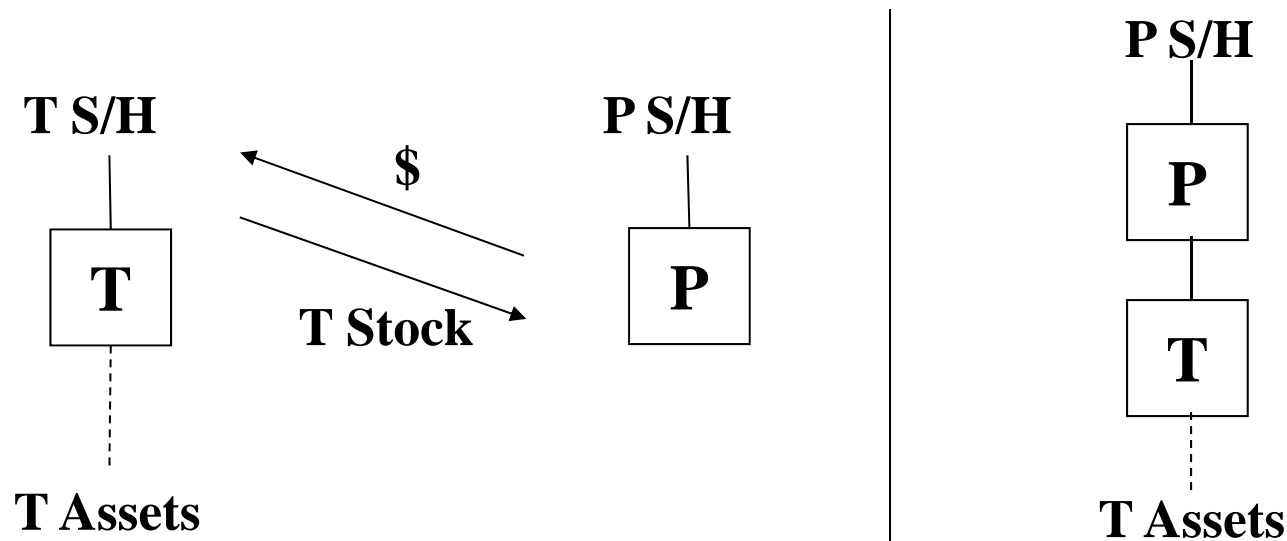 T S/H
P S/H
$
T
P
T Stock
T Assets
P S/H
P
T
T Assets